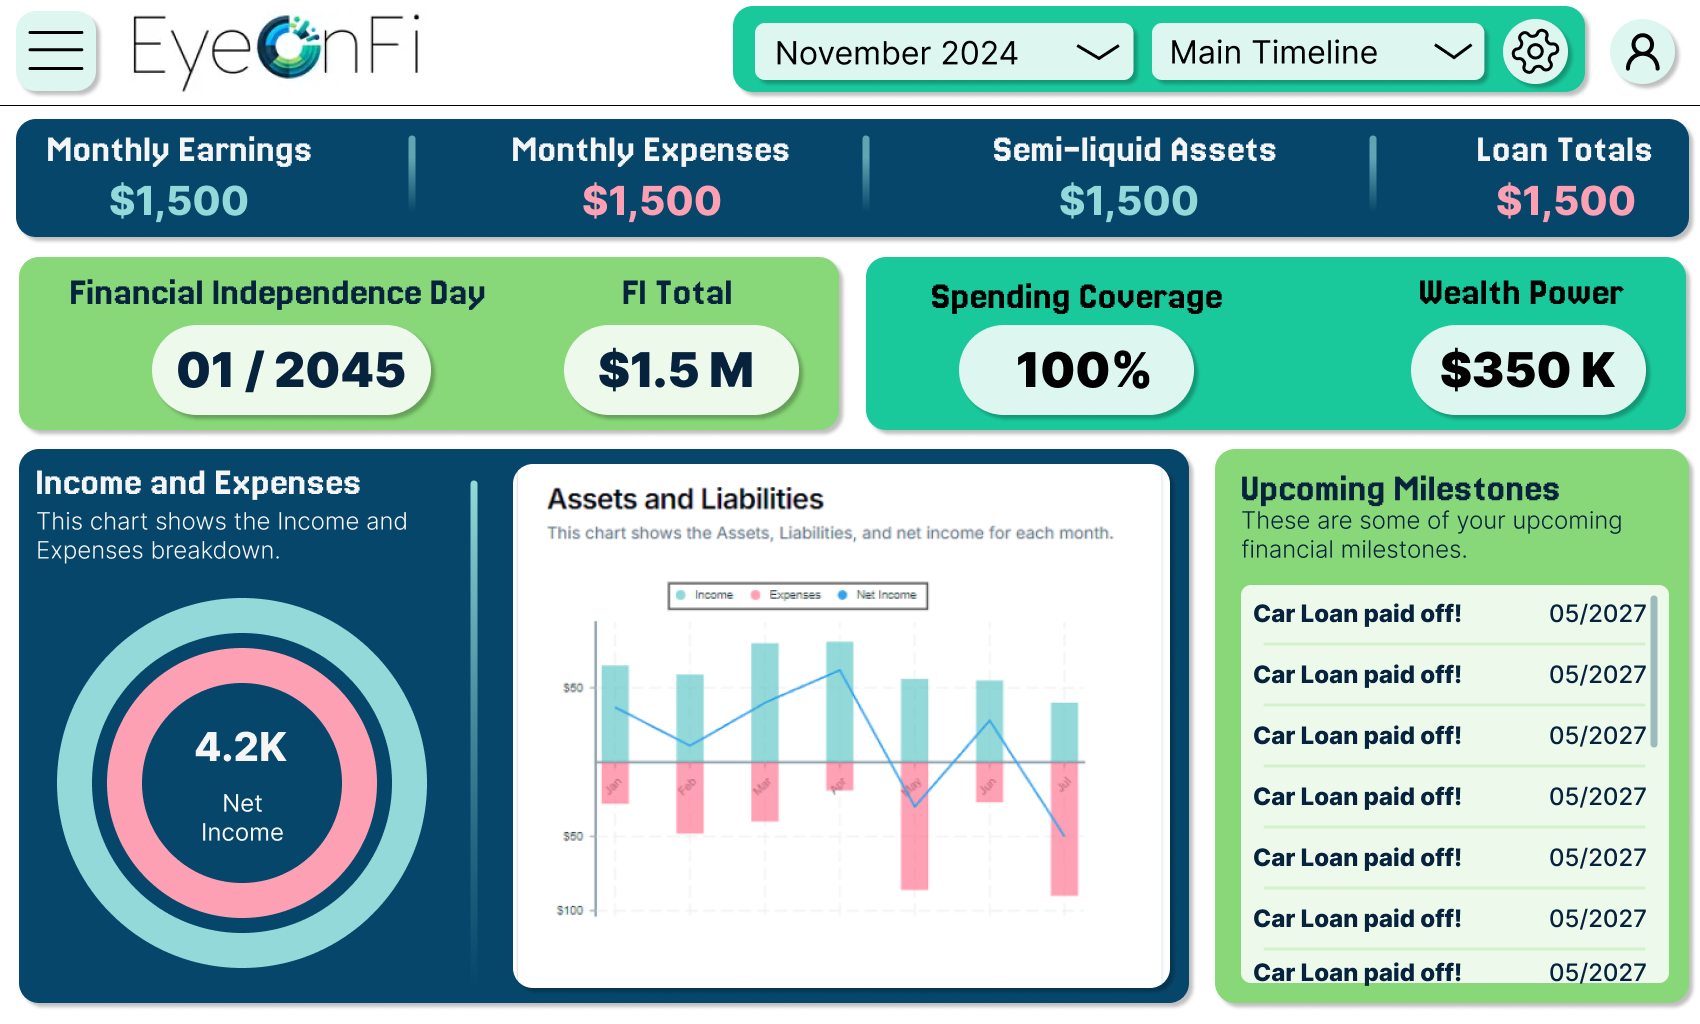 EyeOnFi
November 2024
Main Timeline
Monthly Earnings
$1,500
Monthly Expenses
$1,500
Semi-liquid Assets
$1,500
Loan Totals
$1,500
Financial Independence Day
01 / 2045
FI Total
$1.5 M
Spending Coverage
100%
Wealth Power
$350 K
Income and Expenses
This chart shows the Income and
Expenses breakdown.
4.2K
Net
Income
Assets and Liabilities
This chart shows the Assets, Liabilities, and net income for each month.
Income Expenses Net Income
$50
Jan Feb Mar Apr May Jun Jul
$50
$100
Upcoming Milestones
These are some of your upcoming
financial milestones.
Car Loan paid off! 05/2027
Car Loan paid off! 05/2027
Car Loan paid off! 05/2027
Car Loan paid off! 05/2027
Car Loan paid off! 05/2027
Car Loan paid off! 05/2027
Car Loan paid off! 05/2027